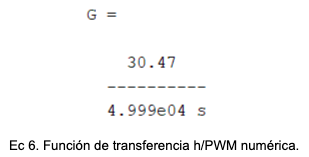 G =
30.47
----------
4.999e04 s
Ec 6. Función de transferencia h/PWM numérica.